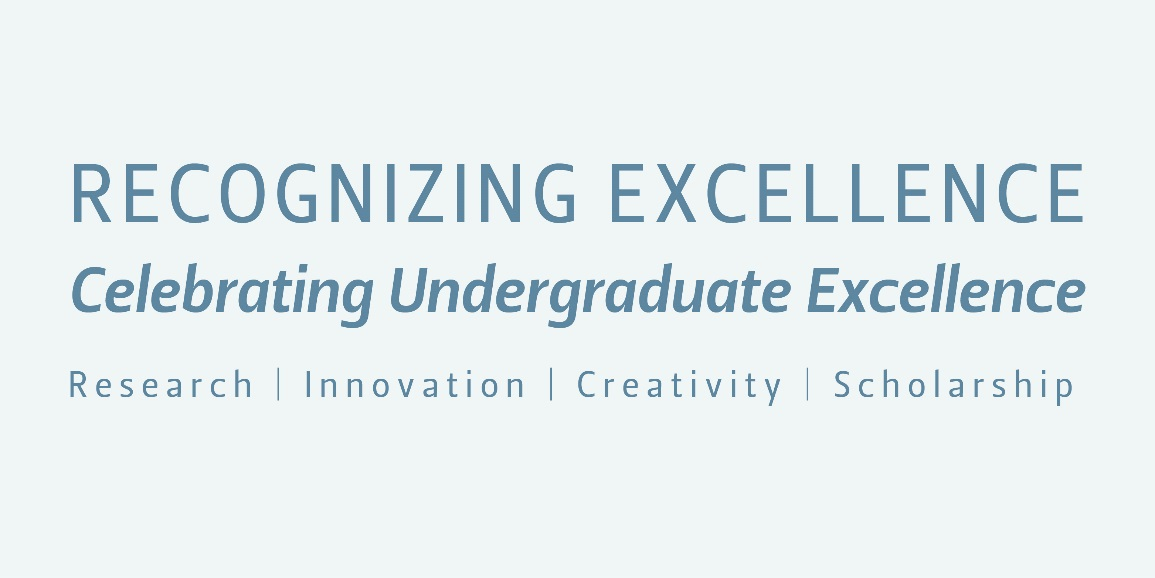 RECOGNIZING EXCELLENCE
Celebrating Undergraduate Excellence
Research | Innovation | Creativity | Scholarship